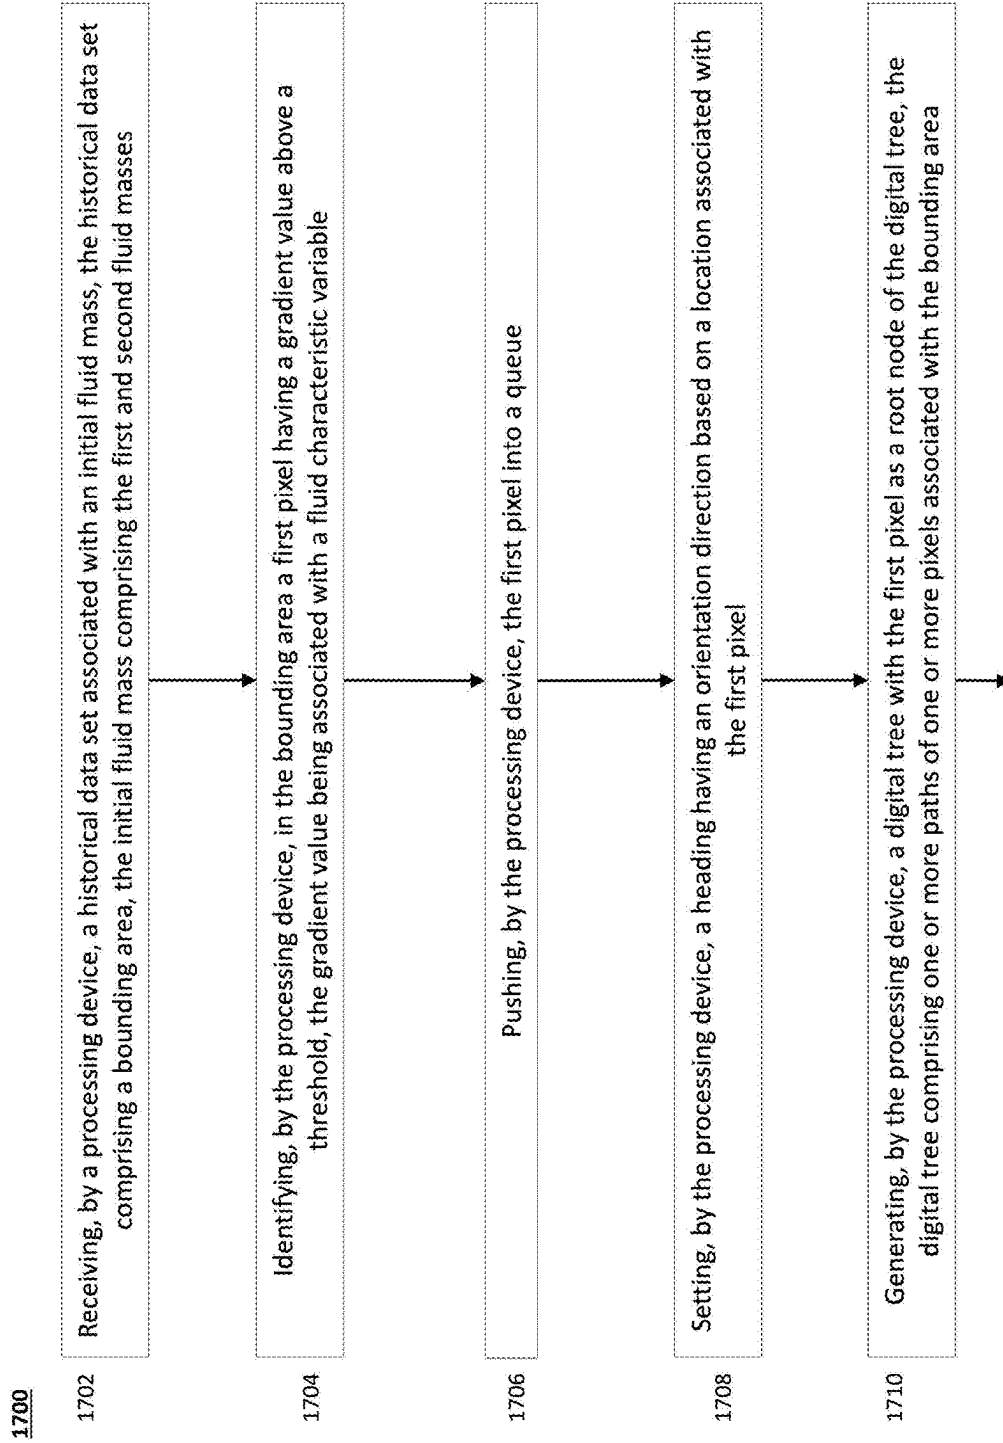 1700
1702
Receiving, by a processing device, a historical data set associated with an initial fluid mass, the historical data set
comprising a bounding area, the initial fluid mass comprising the first and second fluid masses
1704
Identifying, by the processing device, in the bounding area a first pixel having a gradient value above a
threshold, the gradient value being associated with a fluid characteristic variable
1706
Pushing, by the processing device, the first pixel into a queue
1708
Setting, by the processing device, a heading having an orientation direction based on a location associated with
the first pixel
1710
Generating, by the processing device, a digital tree with the first pixel as a root node of the digital tree, the
digital tree comprising one or more paths of one or more pixels associated with the bounding area